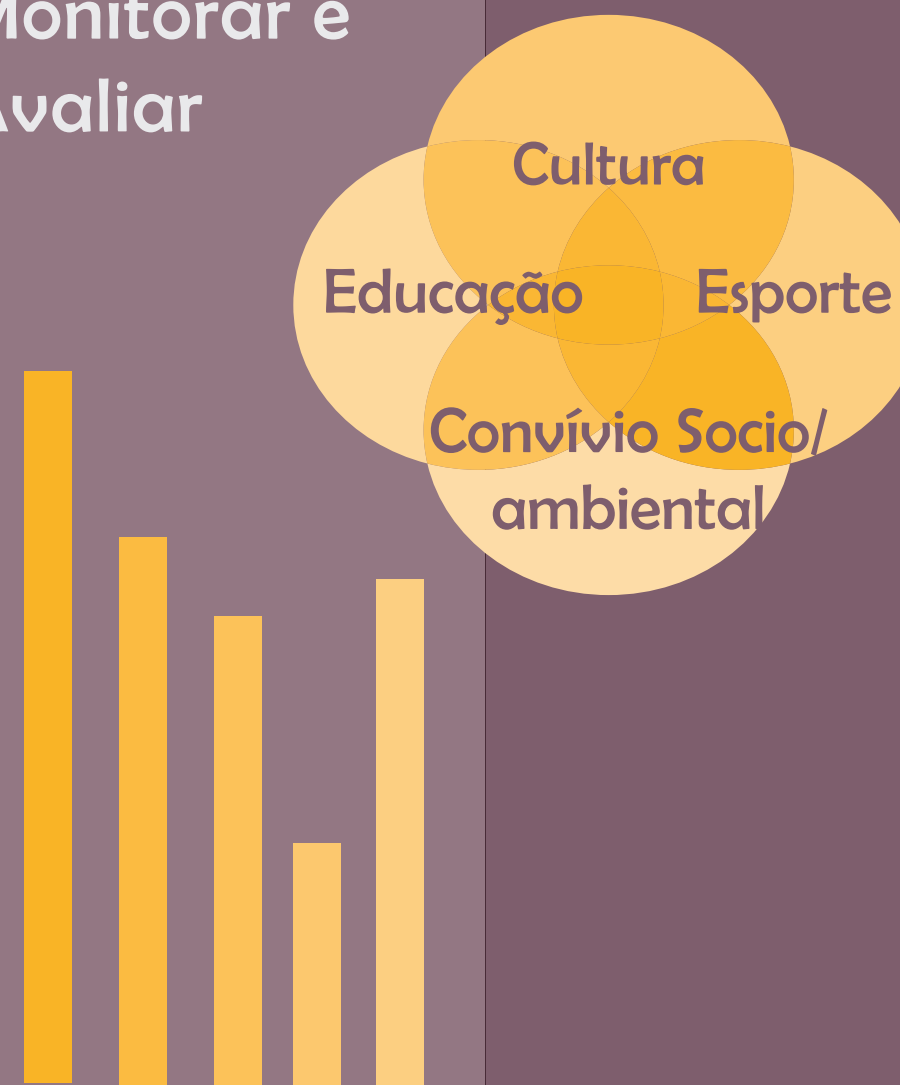 Monitorar e
Avaliar
Cultura
Educação
Esporte
Convívio Socio/
ambiental